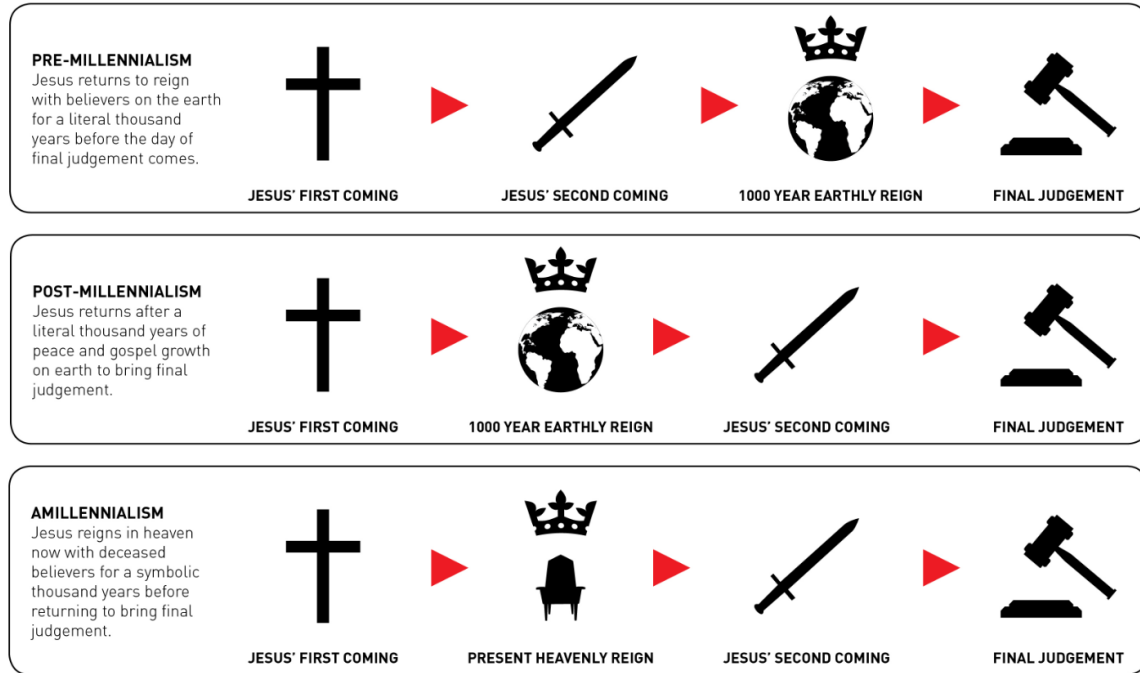 PRE-MILLENNIALISM
Jesus returns to reign
with believers on the earth
for a literal thousand
years before the day of
final judgement comes.
JESUS’ FIRST COMING
JESUS’ SECOND COMING
1000 YEAR EARTHLY REIGN
FINAL JUDGEMENT
POST-MILLENNIALISM
Jesus returns after a
literal thousand years of
peace and gospel growth
on earth to bring final
judgement.
JESUS’ FIRST COMING
1000 YEAR EARTHLY REIGN
JESUS’ SECOND COMING
FINAL JUDGEMENT
AMILLENNIALISM
Jesus reigns in heaven
now with deceased
believers for a symbolic
thousand years before
returning to bring final
judgement.
JESUS’ FIRST COMING
PRESENT HEAVENLY REIGN
JESUS’ SECOND COMING
FINAL JUDGEMENT